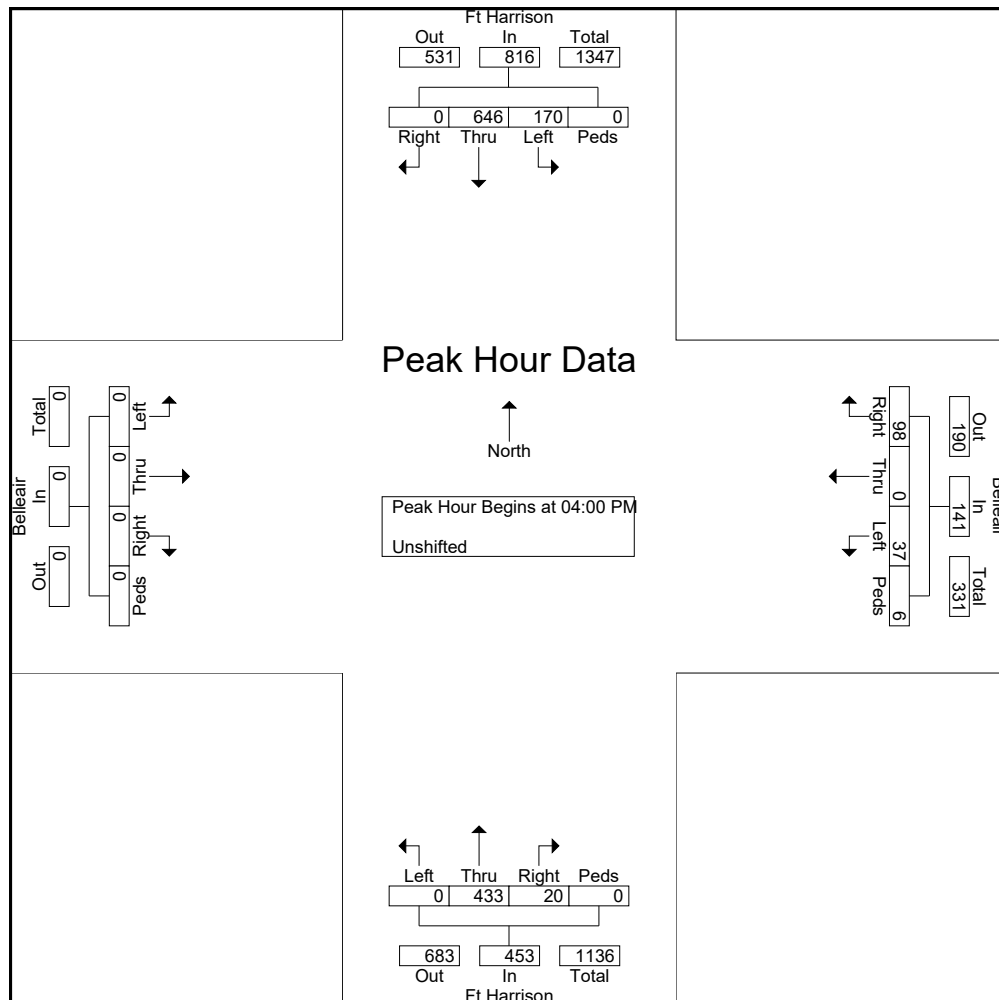 Ft Harrison
Out In Total
531 816 1347
0 646 170 0
Right Thru Left Peds
Peak Hour Data
North
Peak Hour Begins at 04:00 PM
Unshifted
Belleair
Total In Out
0 0 0
0 0 0 0
Left Thru Right Peds
Right Thru Left Peds
98 0 37 6
190 141 331
Out In Total
Belleair
Left Thru Right Peds
0 433 20 0
683 453 1136
Out In Total
Ft Harrison